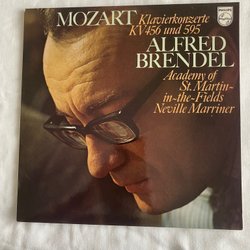 MOZART Klavierkonzerte
KV 456 und 595
ALFRED
BRENDEL
Academy of
St. Martin-
in-the-Fields
Neville Marriner
PHILIPS